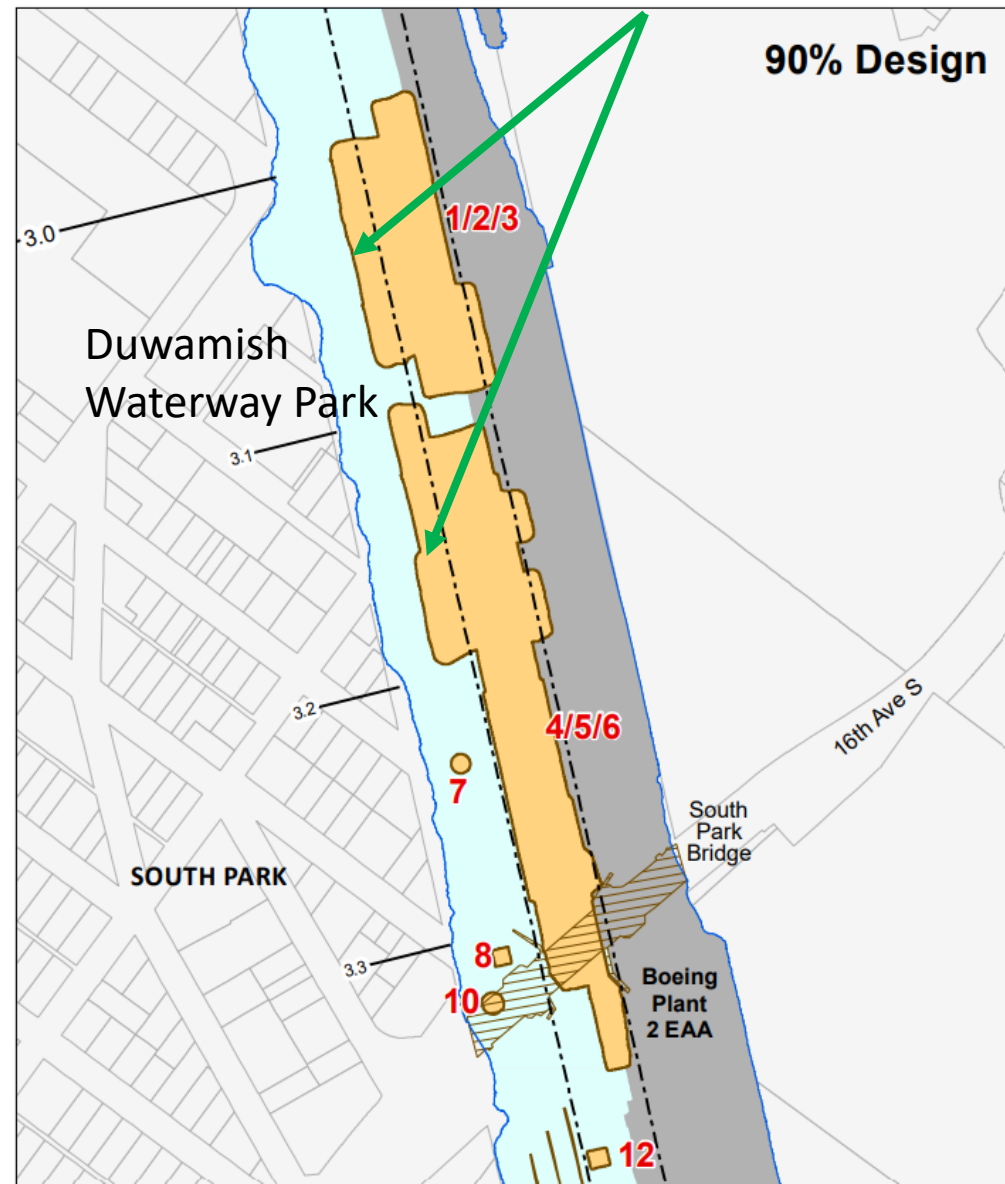 90% Design
1/2/3
3.0
Duwamish
Waterway Park
3.1
3.2
4/5/6
16th Ave S
7
South
Park
Bridge
SOUTH PARK
8
3.3
10
Boeing
Plant
2 EAA
12